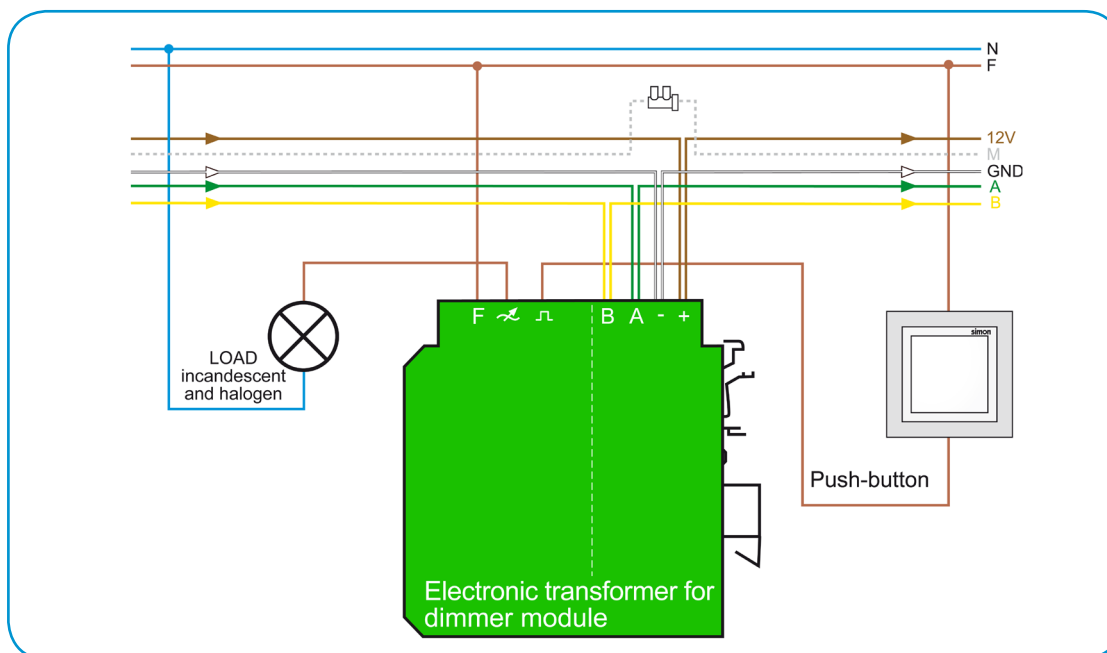 N
F
12V
M
GND
A
B
F
B A - +
simon
LOAD
incandescent
and halogen
Push-button
Electronic transformer for
dimmer module